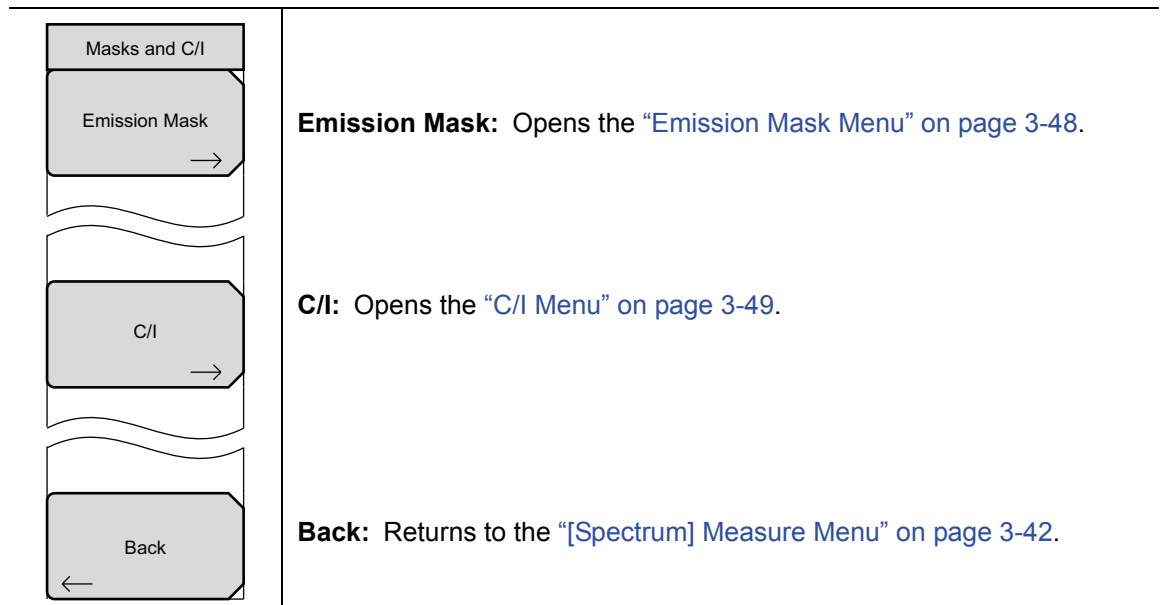 Masks and C/I
Emission Mask
Emission Mask: Opens the “Emission Mask Menu” on page 3-48.
C/I
C/I: Opens the “C/I Menu” on page 3-49.
Back
Back: Returns to the “[Spectrum] Measure Menu” on page 3-42.